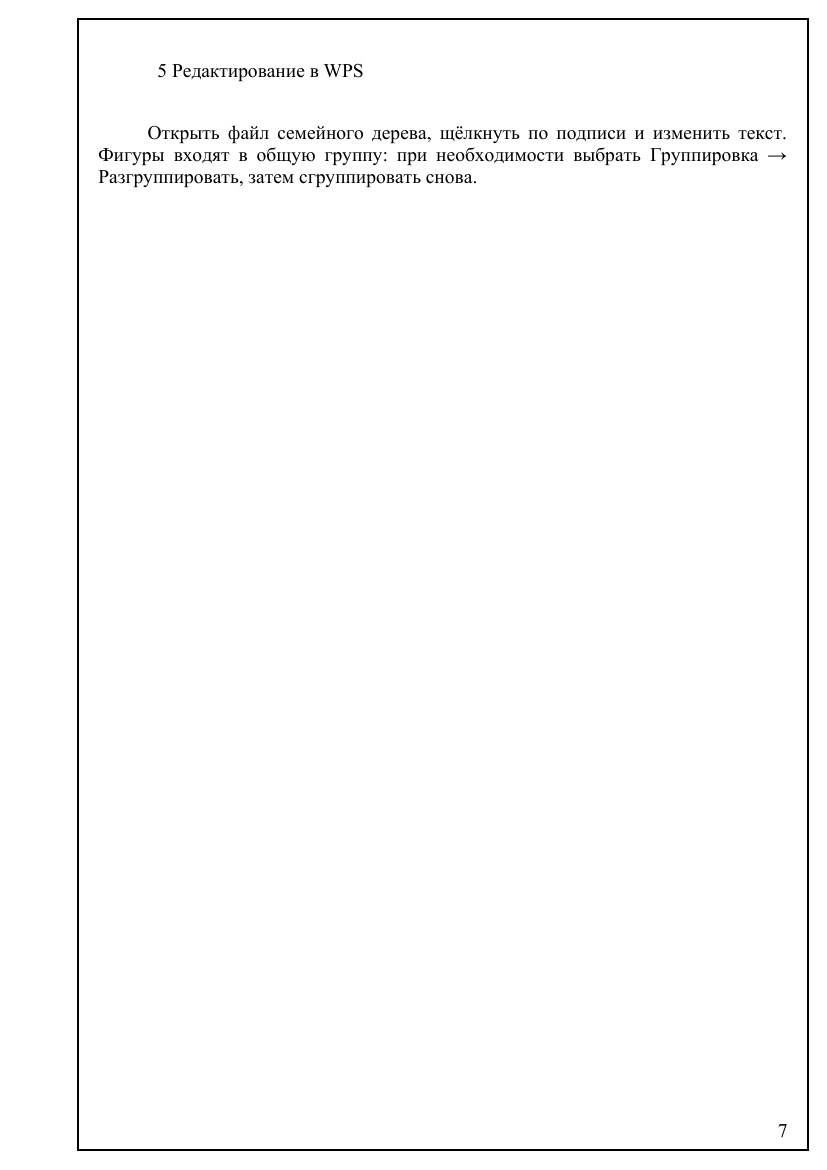 5 Редактирование в WPS
Открыть файл семейного дерева, щёлкнуть по подписи и изменить текст.
Фигуры входят в общую группу: при необходимости выбрать Группировка →
Разгруппировать, затем сгруппировать снова.
7